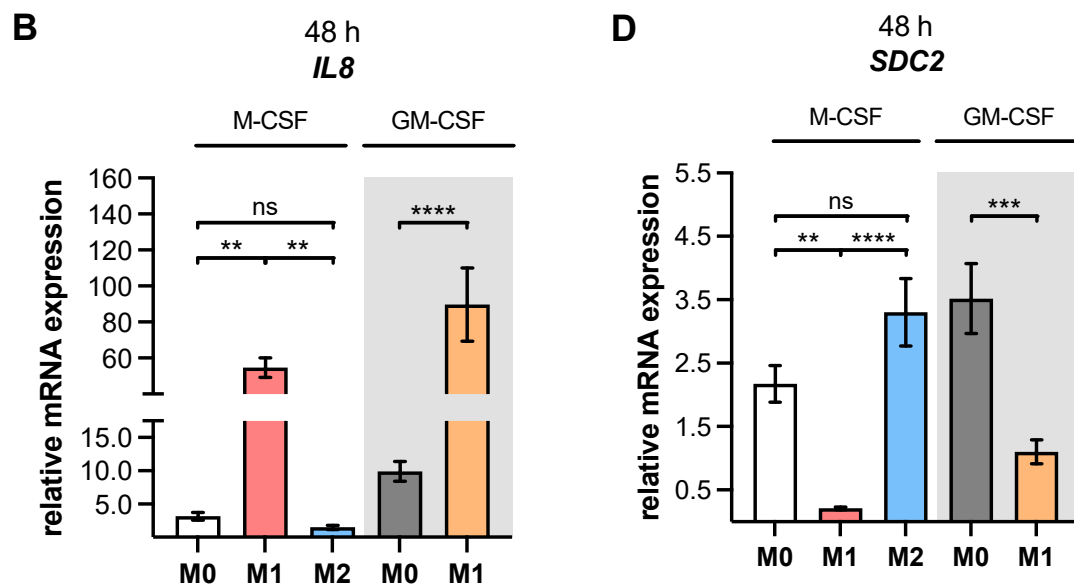 B
48 h
IL8
M-CSF
GM-CSF
relative mRNA expression
160
140
120
100
80
60
15.0
10.0
5.0
ns
**
**
****
M0
M1
M2
M0
M1
D
48 h
SDC2
M-CSF
GM-CSF
relative mRNA expression
5.5
4.5
3.5
2.5
1.5
0.5
ns
**
****
***
M0
M1
M2
M0
M1